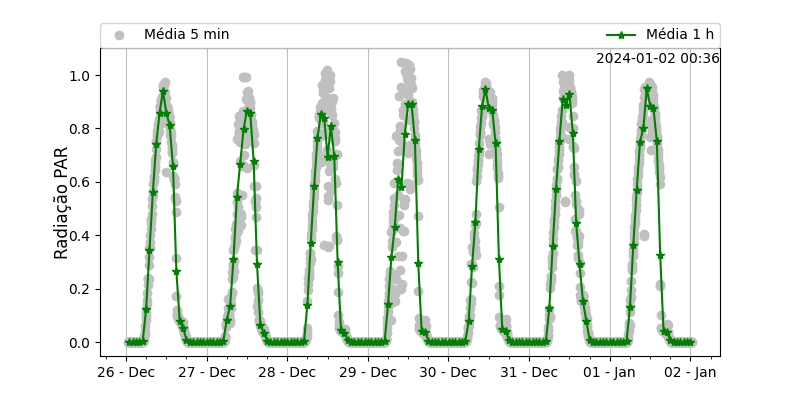 Média 5 min
Média 1 h
2024-01-02 00:36
Radiação PAR
1.0
0.8
0.6
0.4
0.2
0.0
26 - Dec 27 - Dec 28 - Dec 29 - Dec 30 - Dec 31 - Dec 01 - Jan 02 - Jan